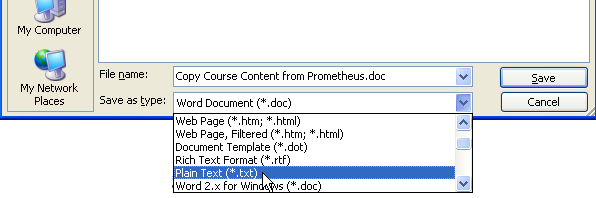 My Computer
My Network
Places
File name:
Copy Course Content from Prometheus.doc
Save
Save as type:
Word Document (*.doc)
Cancel
Web Page (*.htm; *.html)
Web Page, Filtered (*.htm; *.html)
Document Template (*.dot)
Rich Text Format (*.rtf)
Plain Text (*.txt)
Word 2.x for Windows (*.doc)